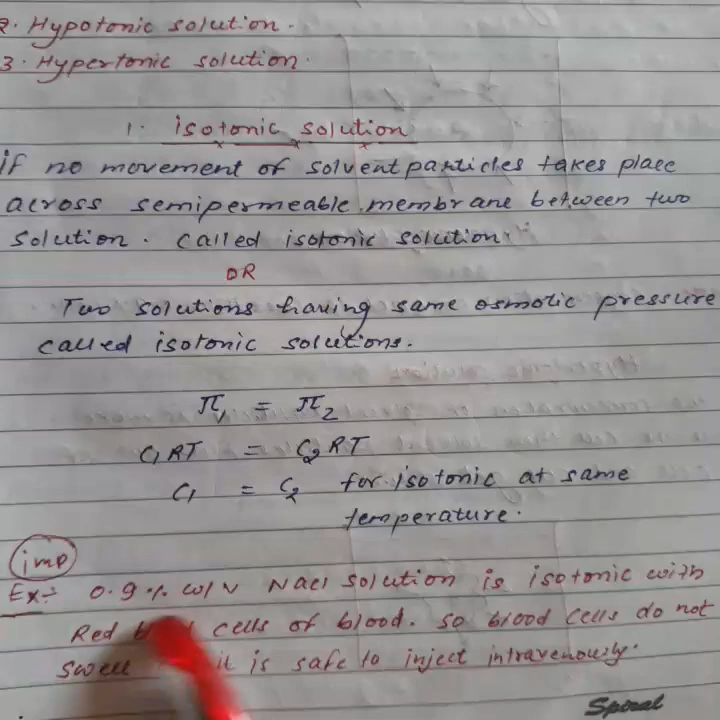 2. Hypotonic solution.
3. Hypertonic solution.
1. isotonic solution
if no movement of solvent particles takes place
across semipermeable membrane between two
solution. called isotonic solution.
OR
Two solutions having same osmotic pressure
called isotonic solutions.
π₁ = π₂
C₁RT = C₂RT
C₁ = C₂ for isotonic at same
temperature.
imp
Ex:- 0.9 % W/V NaCl solution is isotonic with
Red cells of blood. so blood cells do not
swell it is safe to inject intravenously.
Spiral